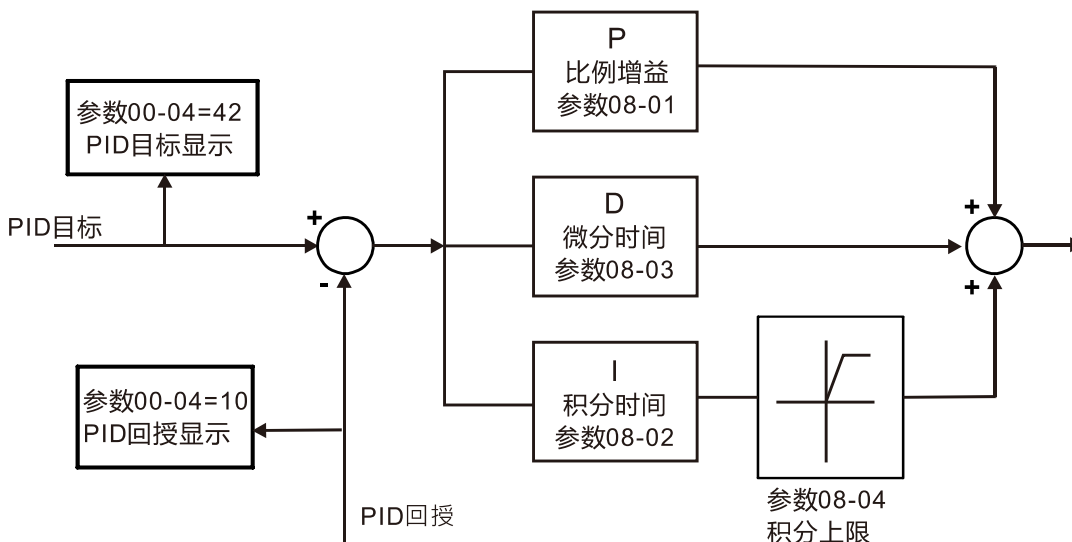 P
比例增益
参数08-01
参数00-04=42
PID目标显示
PID目标
+
-
D
微分时间
参数08-03
+
+
参数00-04=10
PID回授显示
I
积分时间
参数08-02
参数08-04
积分上限
PID回授